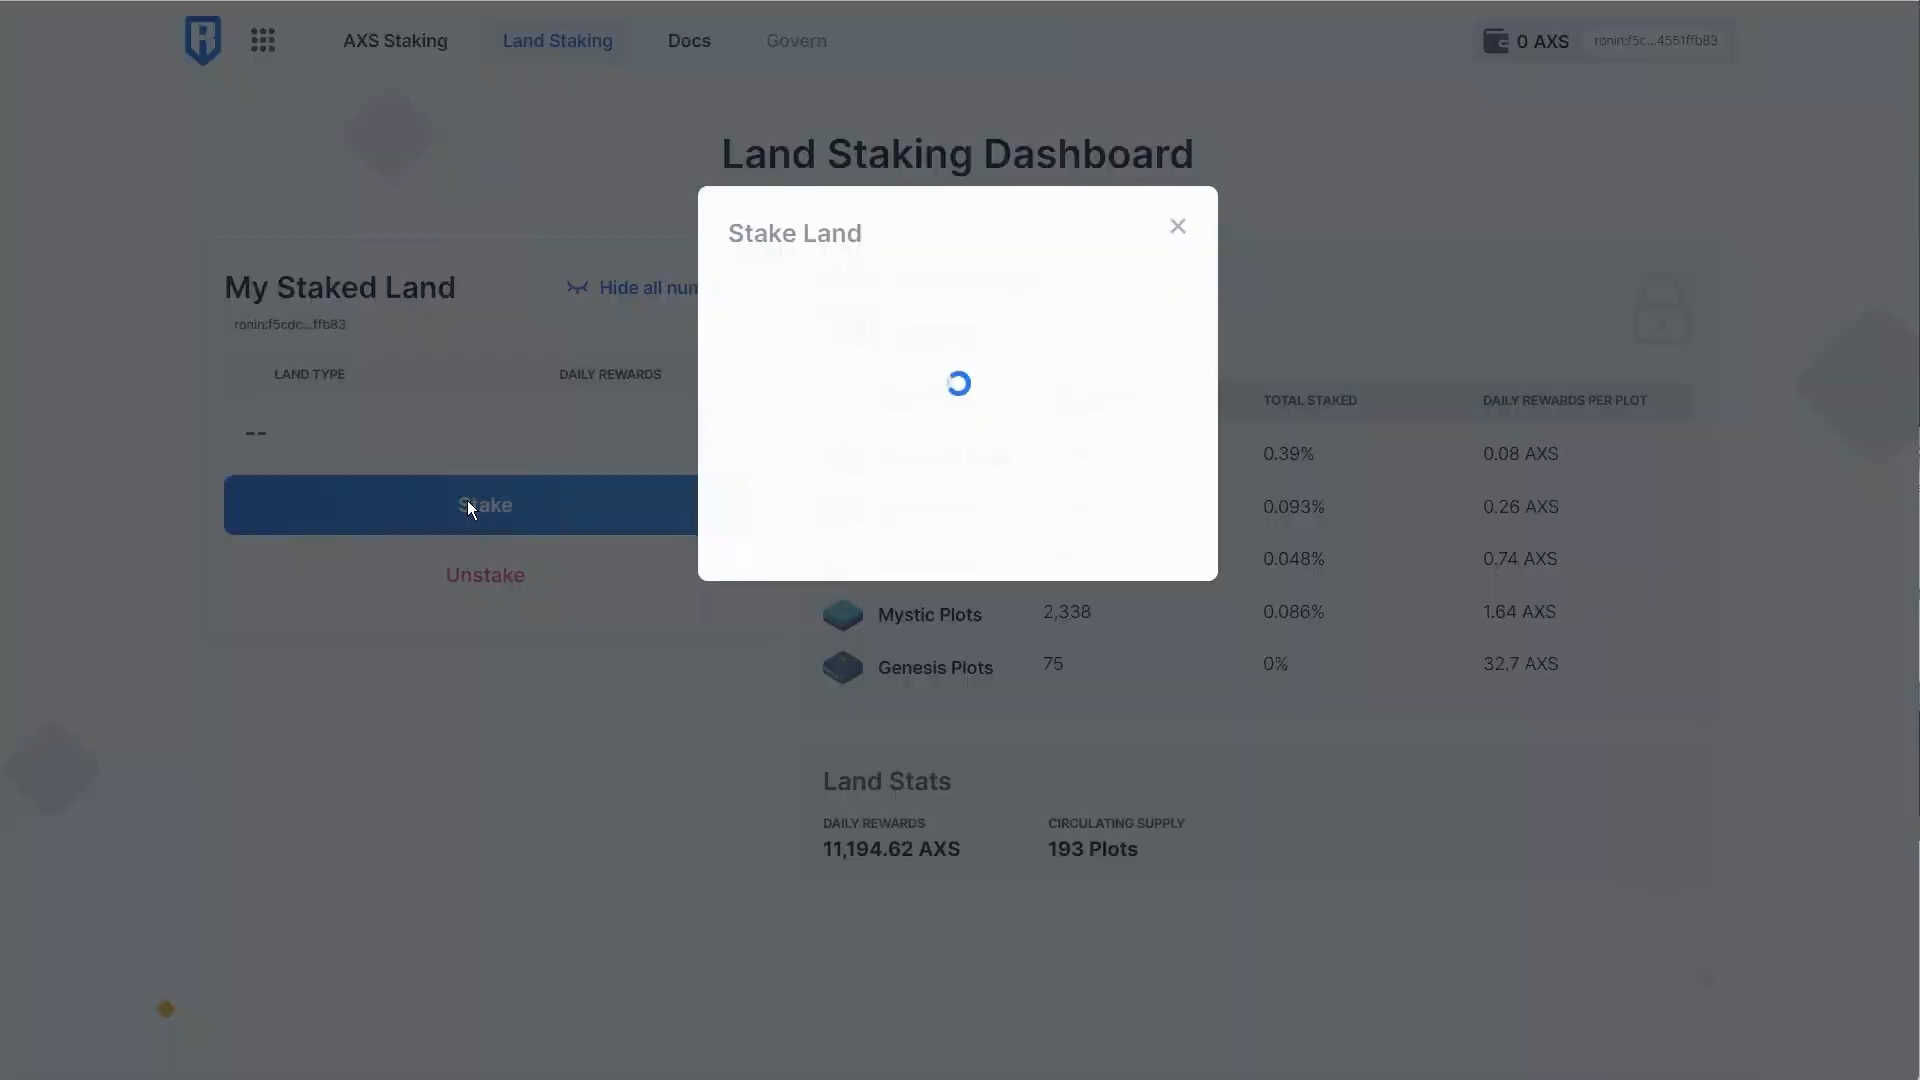 AXS Staking Land Staking Docs Govern 0 AXS ronin:f5c...4551ffb83
Land Staking Dashboard
Stake Land
My Staked Land Hide all num
ronin:f5cdc...ffb83
LAND TYPE DAILY REWARDS
--
Stake
Unstake
TOTAL STAKED DAILY REWARDS PER PLOT
0.39% 0.08 AXS
0.093% 0.26 AXS
0.048% 0.74 AXS
Mystic Plots 2,338 0.086% 1.64 AXS
Genesis Plots 75 0% 32.7 AXS
Land Stats
DAILY REWARDS CIRCULATING SUPPLY
11,194.62 AXS 193 Plots